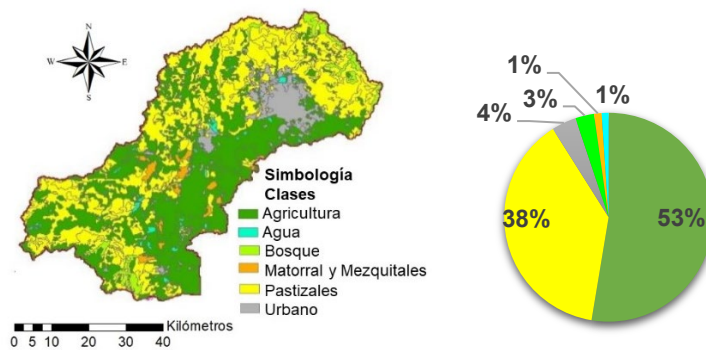 N
W
E
S
Simbología
Clases
Agricultura
Agua
Bosque
Matorral y Mezquitales
Pastizales
Urbano
Kilómetros
0 5 10 20 30 40
1%
1%
3%
4%
38%
53%